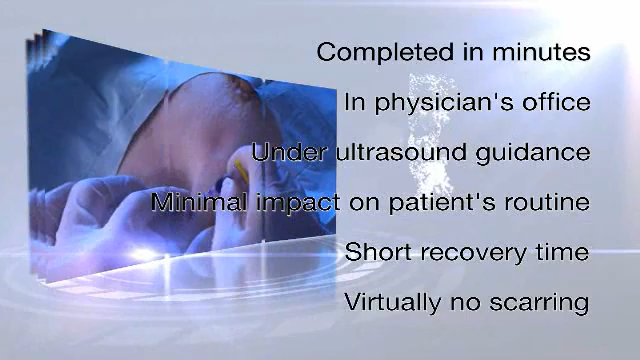 Completed in minutes
In physician's office
Under ultrasound guidance
Minimal impact on patient's routine
Short recovery time
Virtually no scarring